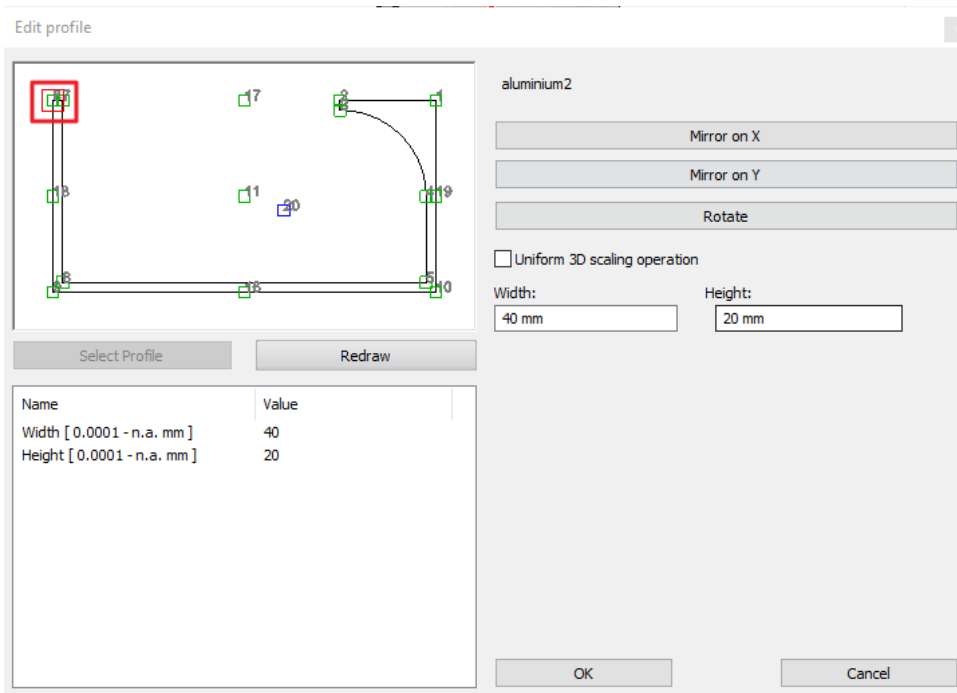 Edit profile
aluminium2
17
1
Mirror on X
Mirror on Y
Rotate
11
19
20
Uniform 3D scaling operation
8
5
10
Width:
Height:
40 mm
20 mm
Select Profile
Redraw
Name
Value
Width [ 0.0001 - n.a. mm ]
40
Height [ 0.0001 - n.a. mm ]
20
OK
Cancel